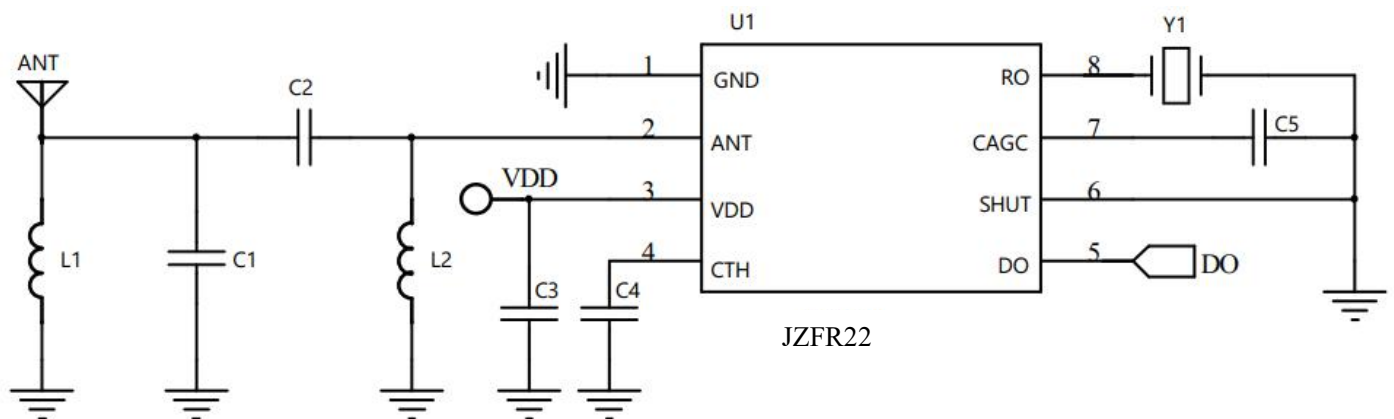 U1
Y1
ANT
C2
1
GND
RO
8
2
ANT
CAGC
7
C5
VDD
3
VDD
SHUT
6
L1
C1
L2
4
CTH
DO
5
DO
C3
C4
JZFR22